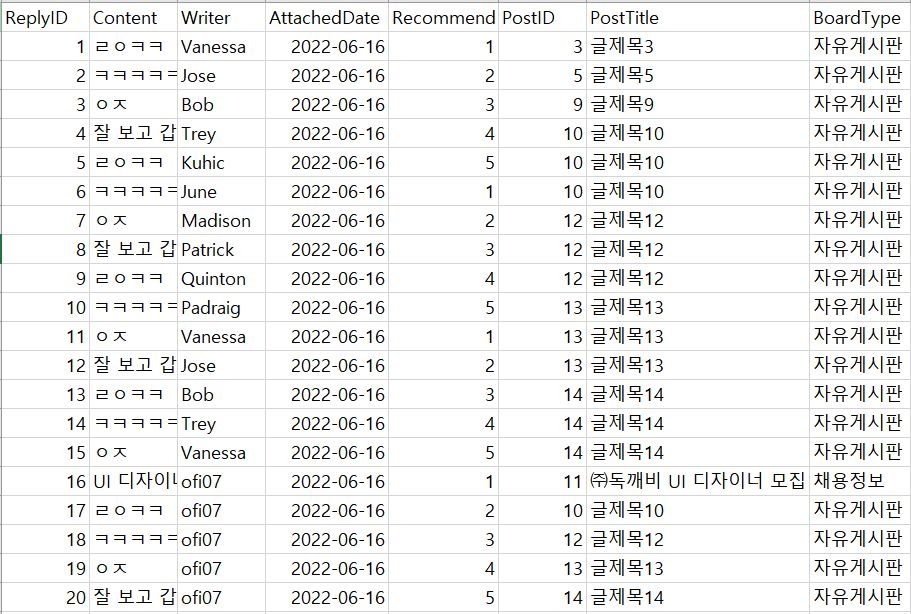 ReplyID Content Writer AttachedDate Recommend PostID PostTitle BoardType
1 ㄹㅇㅋㅋ Vanessa 2022-06-16 1 3 글제목3 자유게시판
2 ㅋㅋㅋㅋㅋ Jose 2022-06-16 2 5 글제목5 자유게시판
3 ㅇㅈ Bob 2022-06-16 3 9 글제목9 자유게시판
4 잘 보고 갑 Trey 2022-06-16 4 10 글제목10 자유게시판
5 ㄹㅇㅋㅋ Kuhic 2022-06-16 5 10 글제목10 자유게시판
6 ㅋㅋㅋㅋㅋ June 2022-06-16 1 10 글제목10 자유게시판
7 ㅇㅈ Madison 2022-06-16 2 12 글제목12 자유게시판
8 잘 보고 갑 Patrick 2022-06-16 3 12 글제목12 자유게시판
9 ㄹㅇㅋㅋ Quinton 2022-06-16 4 12 글제목12 자유게시판
10 ㅋㅋㅋㅋㅋ Padraig 2022-06-16 5 13 글제목13 자유게시판
11 ㅇㅈ Vanessa 2022-06-16 1 13 글제목13 자유게시판
12 잘 보고 갑 Jose 2022-06-16 2 13 글제목13 자유게시판
13 ㄹㅇㅋㅋ Bob 2022-06-16 3 14 글제목14 자유게시판
14 ㅋㅋㅋㅋㅋ Trey 2022-06-16 4 14 글제목14 자유게시판
15 ㅇㅈ Vanessa 2022-06-16 5 14 글제목14 자유게시판
16 UI 디자이너 ofi07 2022-06-16 1 11 ㈜독깨비 UI 디자이너 모집 채용정보
17 ㄹㅇㅋㅋ ofi07 2022-06-16 2 10 글제목10 자유게시판
18 ㅋㅋㅋㅋㅋ ofi07 2022-06-16 3 12 글제목12 자유게시판
19 ㅇㅈ ofi07 2022-06-16 4 13 글제목13 자유게시판
20 잘 보고 갑 ofi07 2022-06-16 5 14 글제목14 자유게시판